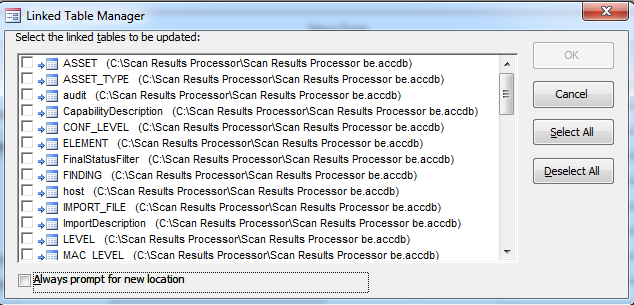 Linked Table Manager
Select the linked tables to be updated:
ASSET (C:\Scan Results Processor\Scan Results Processor be.accdb)
ASSET_TYPE (C:\Scan Results Processor\Scan Results Processor be.accdb)
audit (C:\Scan Results Processor\Scan Results Processor be.accdb)
CapabilityDescription (C:\Scan Results Processor\Scan Results Processor be.accdb)
CONF_LEVEL (C:\Scan Results Processor\Scan Results Processor be.accdb)
ELEMENT (C:\Scan Results Processor\Scan Results Processor be.accdb)
FinalStatusFilter (C:\Scan Results Processor\Scan Results Processor be.accdb)
FINDING (C:\Scan Results Processor\Scan Results Processor be.accdb)
host (C:\Scan Results Processor\Scan Results Processor be.accdb)
IMPORT_FILE (C:\Scan Results Processor\Scan Results Processor be.accdb)
ImportDescription (C:\Scan Results Processor\Scan Results Processor be.accdb)
LEVEL (C:\Scan Results Processor\Scan Results Processor be.accdb)
MAC_LEVEL (C:\Scan Results Processor\Scan Results Processor be.accdb)
Always prompt for new location
OK
Cancel
Select All
Deselect All